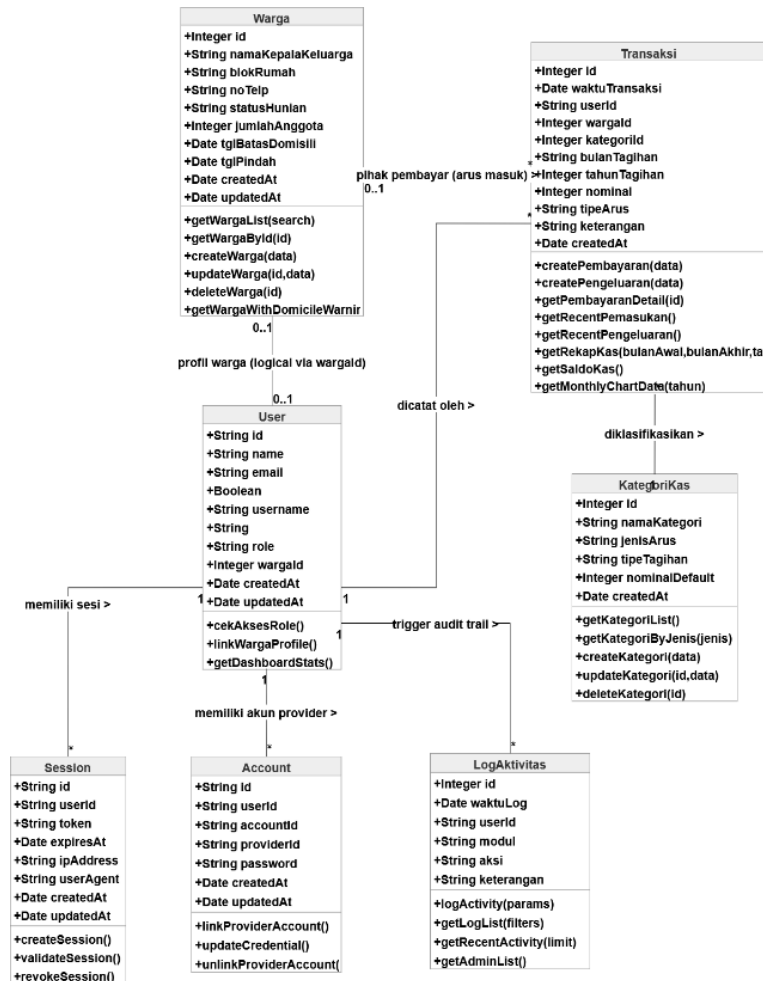 Warga
+Integer id
+String namaKepalaKeluarga
+String blokRumah
+String noTelp
+String statusHunian
+Integer jumlahAnggota
+Date tglBatasDomisili
+Date tglPindah
+Date createdAt
+Date updatedAt
+getWargaList(search)
+getWargaById(id)
+createWarga(data)
+updateWarga(id,data)
+deleteWarga(id)
+getWargaWithDomicileWarnir
Transaksi
+Integer id
+Date waktuTransaksi
+String userId
+Integer wargaId
+Integer kategoriId
+String bulanTagihan
+Integer tahunTagihan
+Integer nominal
+String tipeArus
+String keterangan
+Date createdAt
+createPembayaran(data)
+createPengeluaran(data)
+getPembayaranDetail(id)
+getRecentPemasukan()
+getRecentPengeluaran()
+getRekapKas(bulanAwal,bulanAkhir,ta
+getSaldoKas()
+getMonthlyChartData(tahun)
pihak pembayar (arus masuk) >
0..1
*
*
0..1
profil warga (logical via wargaId)
0..1
dicatat oleh >
*
diklasifikasikan >
1
User
+String id
+String name
+String email
+Boolean
+String username
+String
+String role
+Integer wargaId
+Date createdAt
+Date updatedAt
+cekAksesRole()
+linkWargaProfile()
+getDashboardStats()
KategoriKas
+Integer id
+String namaKategori
+String jenisArus
+String tipeTagihan
+Integer nominalDefault
+Date createdAt
+getKategoriList()
+getKategoriByJenis(jenis)
+createKategori(data)
+updateKategori(id,data)
+deleteKategori(id)
memiliki sesi >
1
1
1
trigger audit trail >
1
memiliki akun provider >
*
*
*
Session
+String id
+String userId
+String token
+Date expiresAt
+String ipAddress
+String userAgent
+Date createdAt
+Date updatedAt
+createSession()
+validateSession()
+revokeSession()
Account
+String id
+String userId
+String accountId
+String providerId
+String password
+Date createdAt
+Date updatedAt
+linkProviderAccount()
+updateCredential()
+unlinkProviderAccount(
LogAktivitas
+Integer id
+Date waktuLog
+String userId
+String modul
+String aksi
+String keterangan
+logActivity(params)
+getLogList(filters)
+getRecentActivity(limit)
+getAdminList()